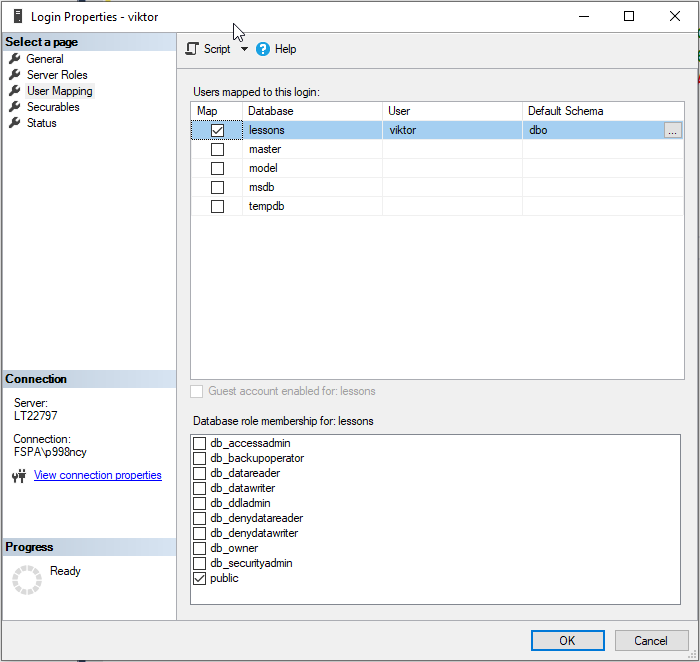 Login Properties - viktor
Select a page
General
Server Roles
User Mapping
Securables
Status
Script
Help
Users mapped to this login:
Map Database User Default Schema
lessons viktor dbo ...
master
model
msdb
tempdb
Guest account enabled for: lessons
Database role membership for: lessons
db_accessadmin
db_backupoperator
db_datareader
db_datawriter
db_ddladmin
db_denydatareader
db_denydatawriter
db_owner
db_securityadmin
public
Connection
Server:
LT22797
Connection:
FSPA\p998ncy
View connection properties
Progress
Ready
OK Cancel